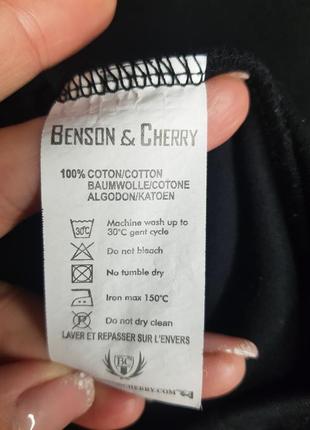 BENSON & CHERRY
100% COTON/COTTON
BAUMWOLLE/COTONE
ALGODON/KATOEN
30°C
Machine wash up to
30°C gent cycle
Do not bleach
No tumble dry
Iron max 150°C
Do not dry clean
LAVER ET REPASSER SUR L'ENVERS
BC